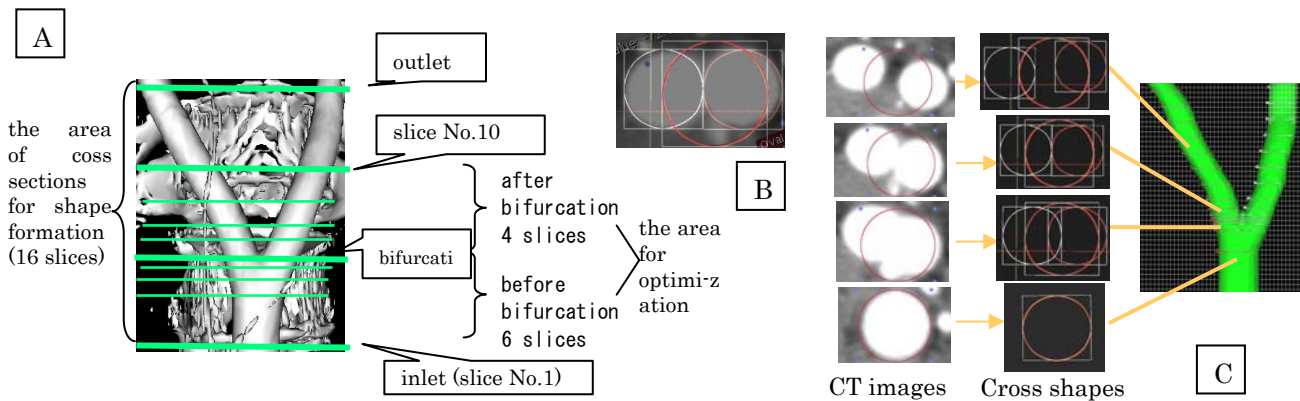 A
outlet
the area
of coss
sections
for shape
formation
(16 slices)
slice No.10
after
bifurcation
4 slices
bifurcati
the area
for
optimi-z
ation
before
bifurcation
6 slices
inlet (slice No.1)
oval
B
CT images
Cross shapes
C